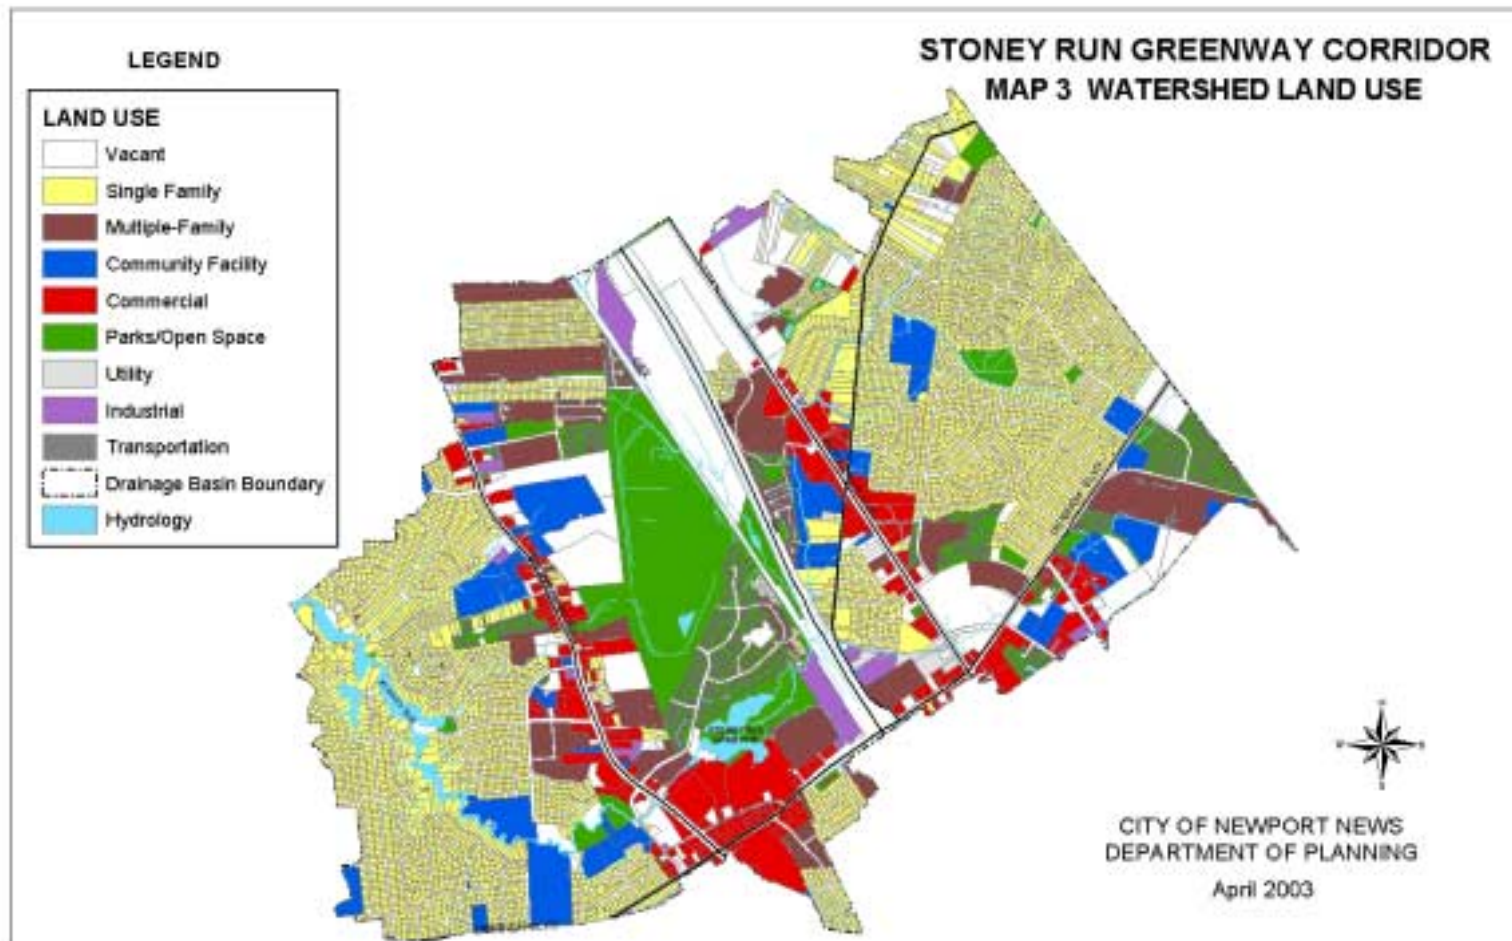 STONEY RUN GREENWAY CORRIDOR
MAP 3 WATERSHED LAND USE
LEGEND
LAND USE
Vacant
Single Family
Multiple-Family
Community Facility
Commercial
Parks/Open Space
Utility
Industrial
Transportation
Drainage Basin Boundary
Hydrology
CITY OF NEWPORT NEWS
DEPARTMENT OF PLANNING
April 2003